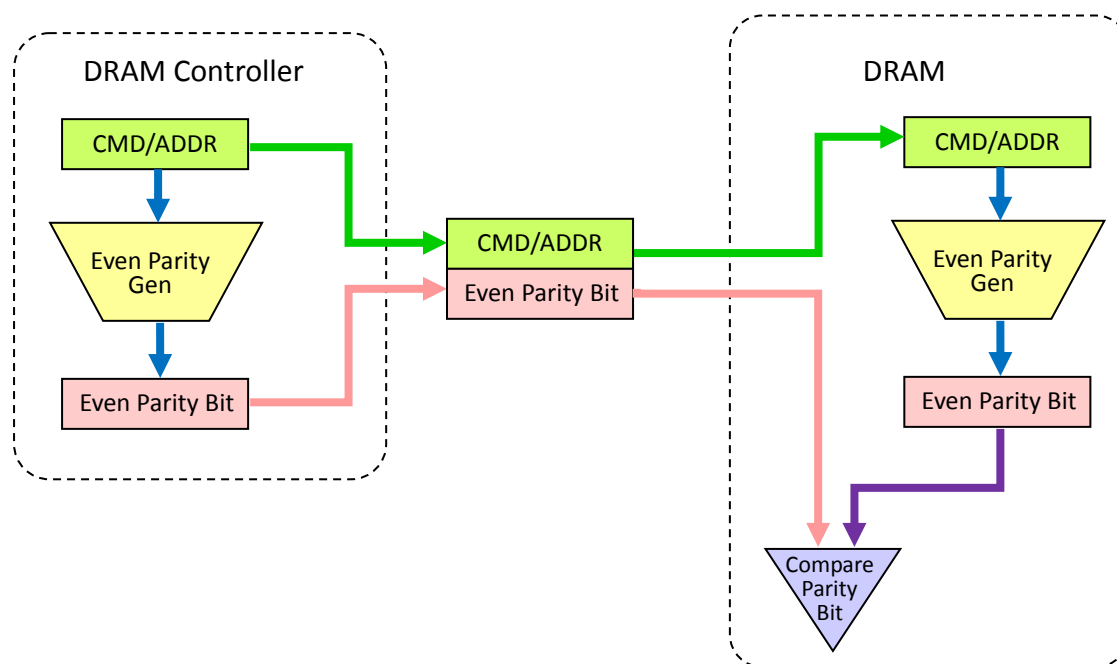 DRAM Controller
CMD/ADDR
Even Parity
Gen
Even Parity Bit
CMD/ADDR
Even Parity Bit
DRAM
CMD/ADDR
Even Parity
Gen
Even Parity Bit
Compare
Parity
Bit